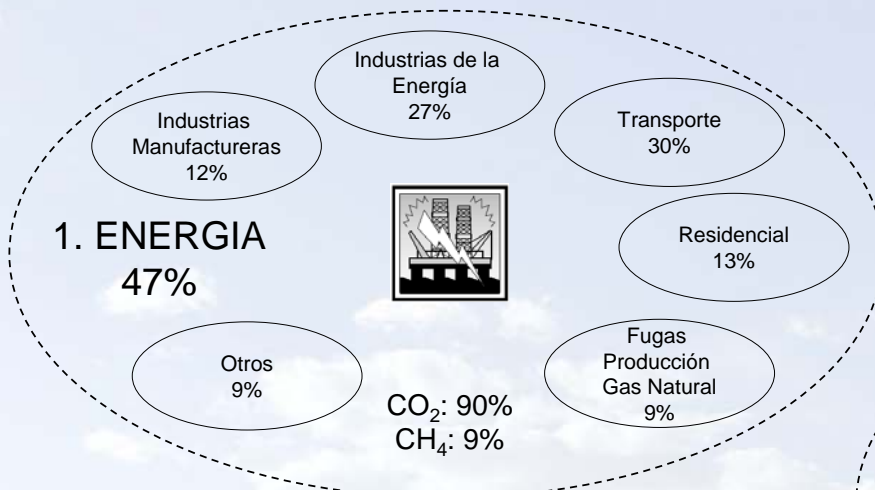 Industrias de la
Energía
27%
Industrias
Manufactureras
12%
Transporte
30%
1. ENERGIA
47%
Residencial
13%
Otros
9%
Fugas
Producción
Gas Natural
9%
CO₂: 90%
CH₄: 9%